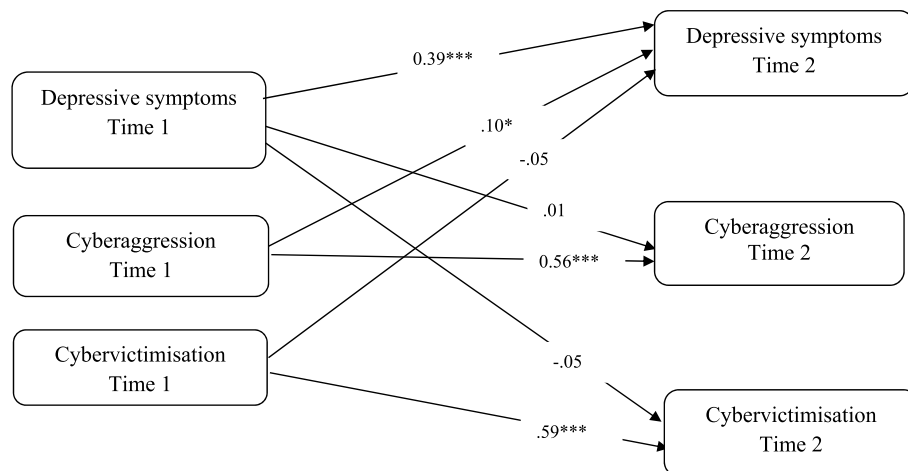 Depressive symptoms
Time 2
0.39***
Depressive symptoms
Time 1
.10*
-.05
.01
Cyberaggression
Time 1
Cyberaggression
Time 2
0.56***
Cybervictimisation
Time 1
-.05
.59***
Cybervictimisation
Time 2